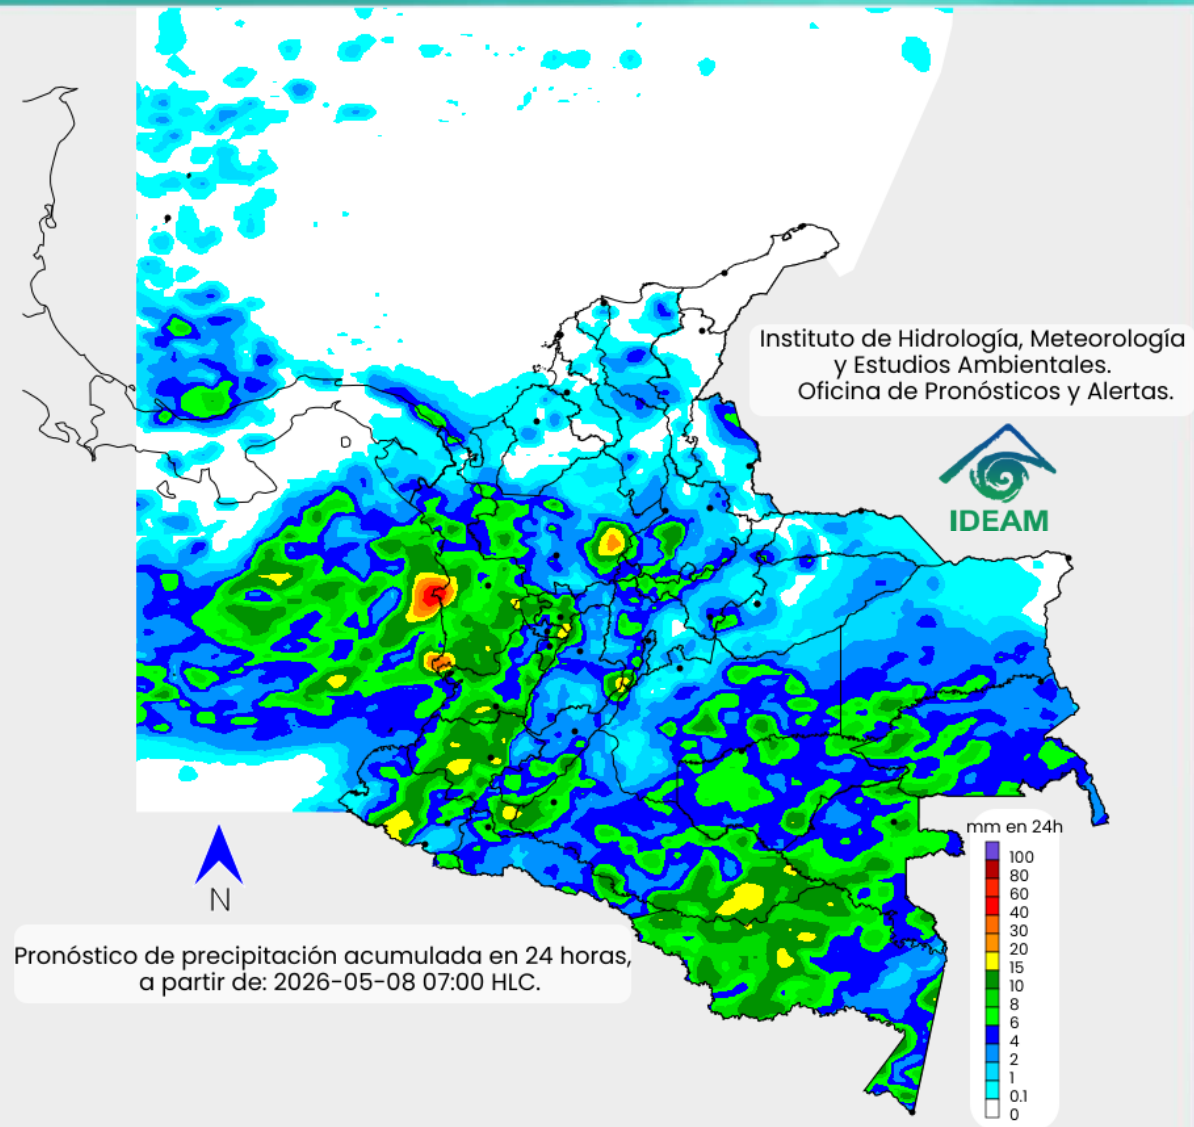 Instituto de Hidrología, Meteorología
y Estudios Ambientales.
Oficina de Pronósticos y Alertas.
IDEAM
mm en 24h
100
80
60
40
30
20
15
10
8
6
4
2
1
0.1
0
N
Pronóstico de precipitación acumulada en 24 horas,
a partir de: 2026-05-08 07:00 HLC.